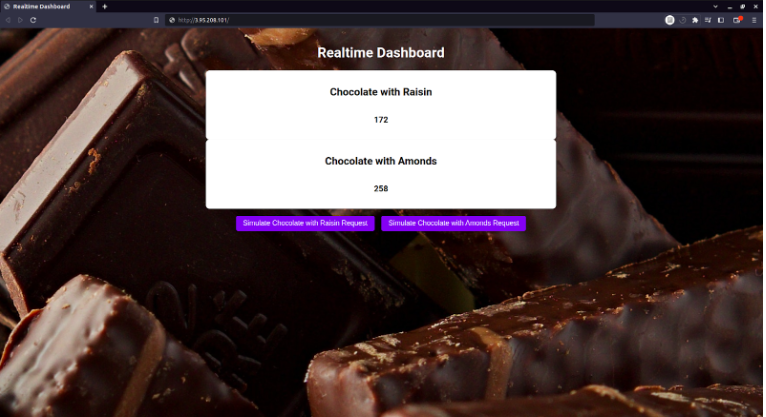 Realtime Dashboard
http://3.95.208.101/
Realtime Dashboard
Chocolate with Raisin
172
Chocolate with Amonds
258
Simulate Chocolate with Raisin Request
Simulate Chocolate with Amonds Request